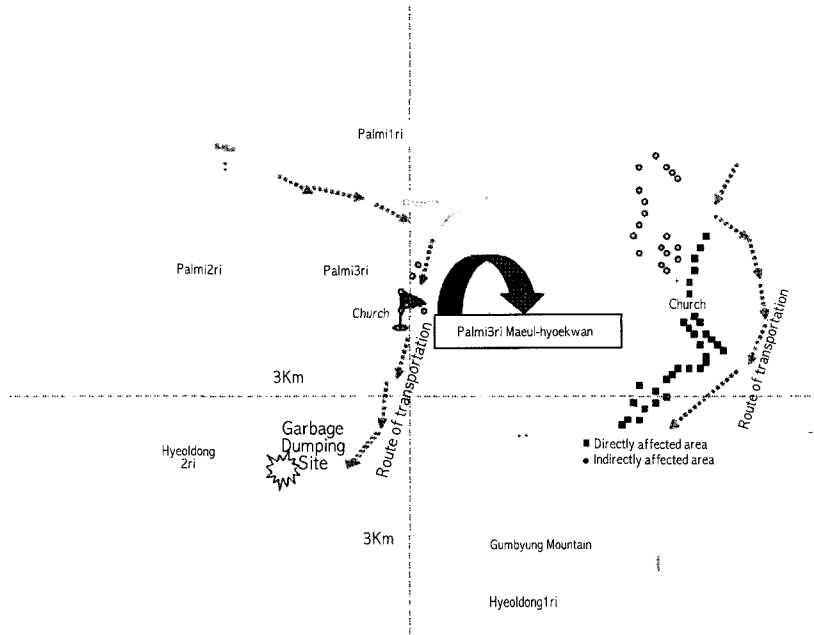 Palmi1ri
Palmi2ri
Palmi3ri
Church
Palmi3ri Maeul-hyoekwan
Route of transportation
3Km
Garbage
Dumping
Site
Hyeoldong
2ri
3Km
Church
Route of transportation
Directly affected area
Indirectly affected area
Gumbyung Mountain
Hyeoldong1ri